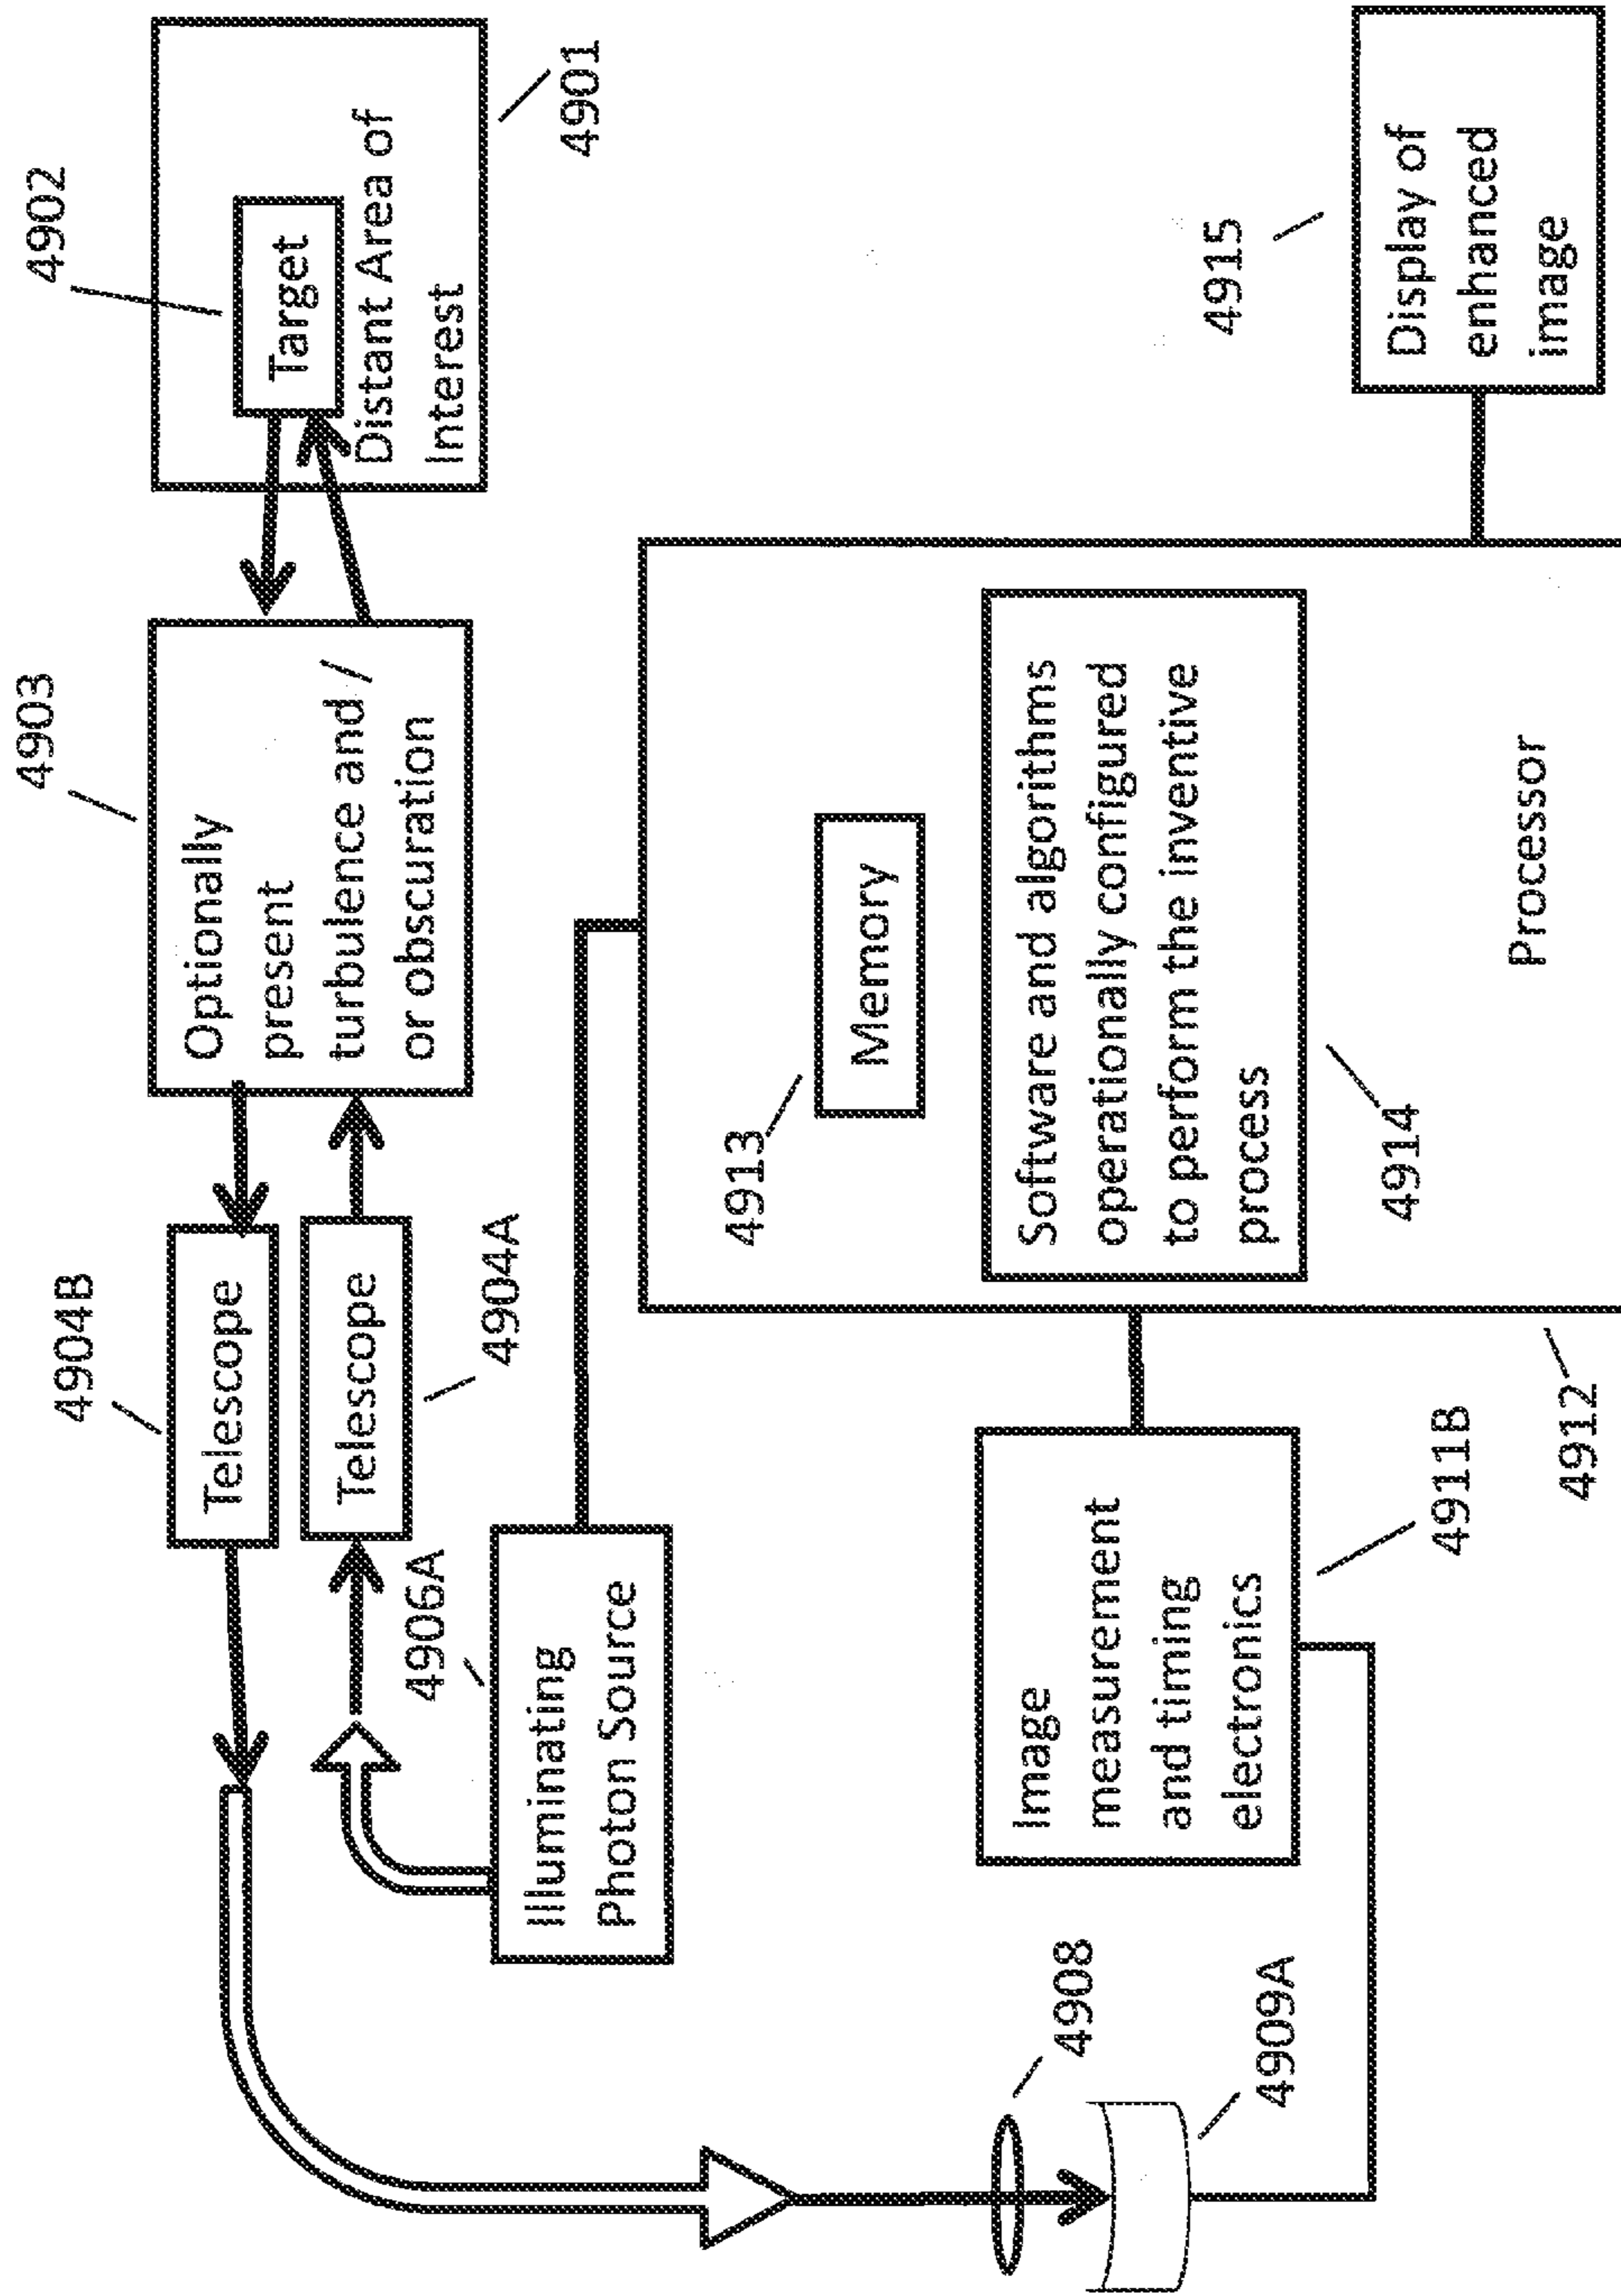 4902
Target
Distant Area of
Interest
4901
4903
Optionally
present
turbulence and /
or obscuration
4904B
Telescope
Telescope
4904A
4906A
Illuminating
Photon Source
4908
4909A
Image
measurement
and timing
electronics
4911B
4913
Memory
Software and algorithms
operationally configured
to perform the inventive
process
4914
Processor
4912
4915
Display of
enhanced
image